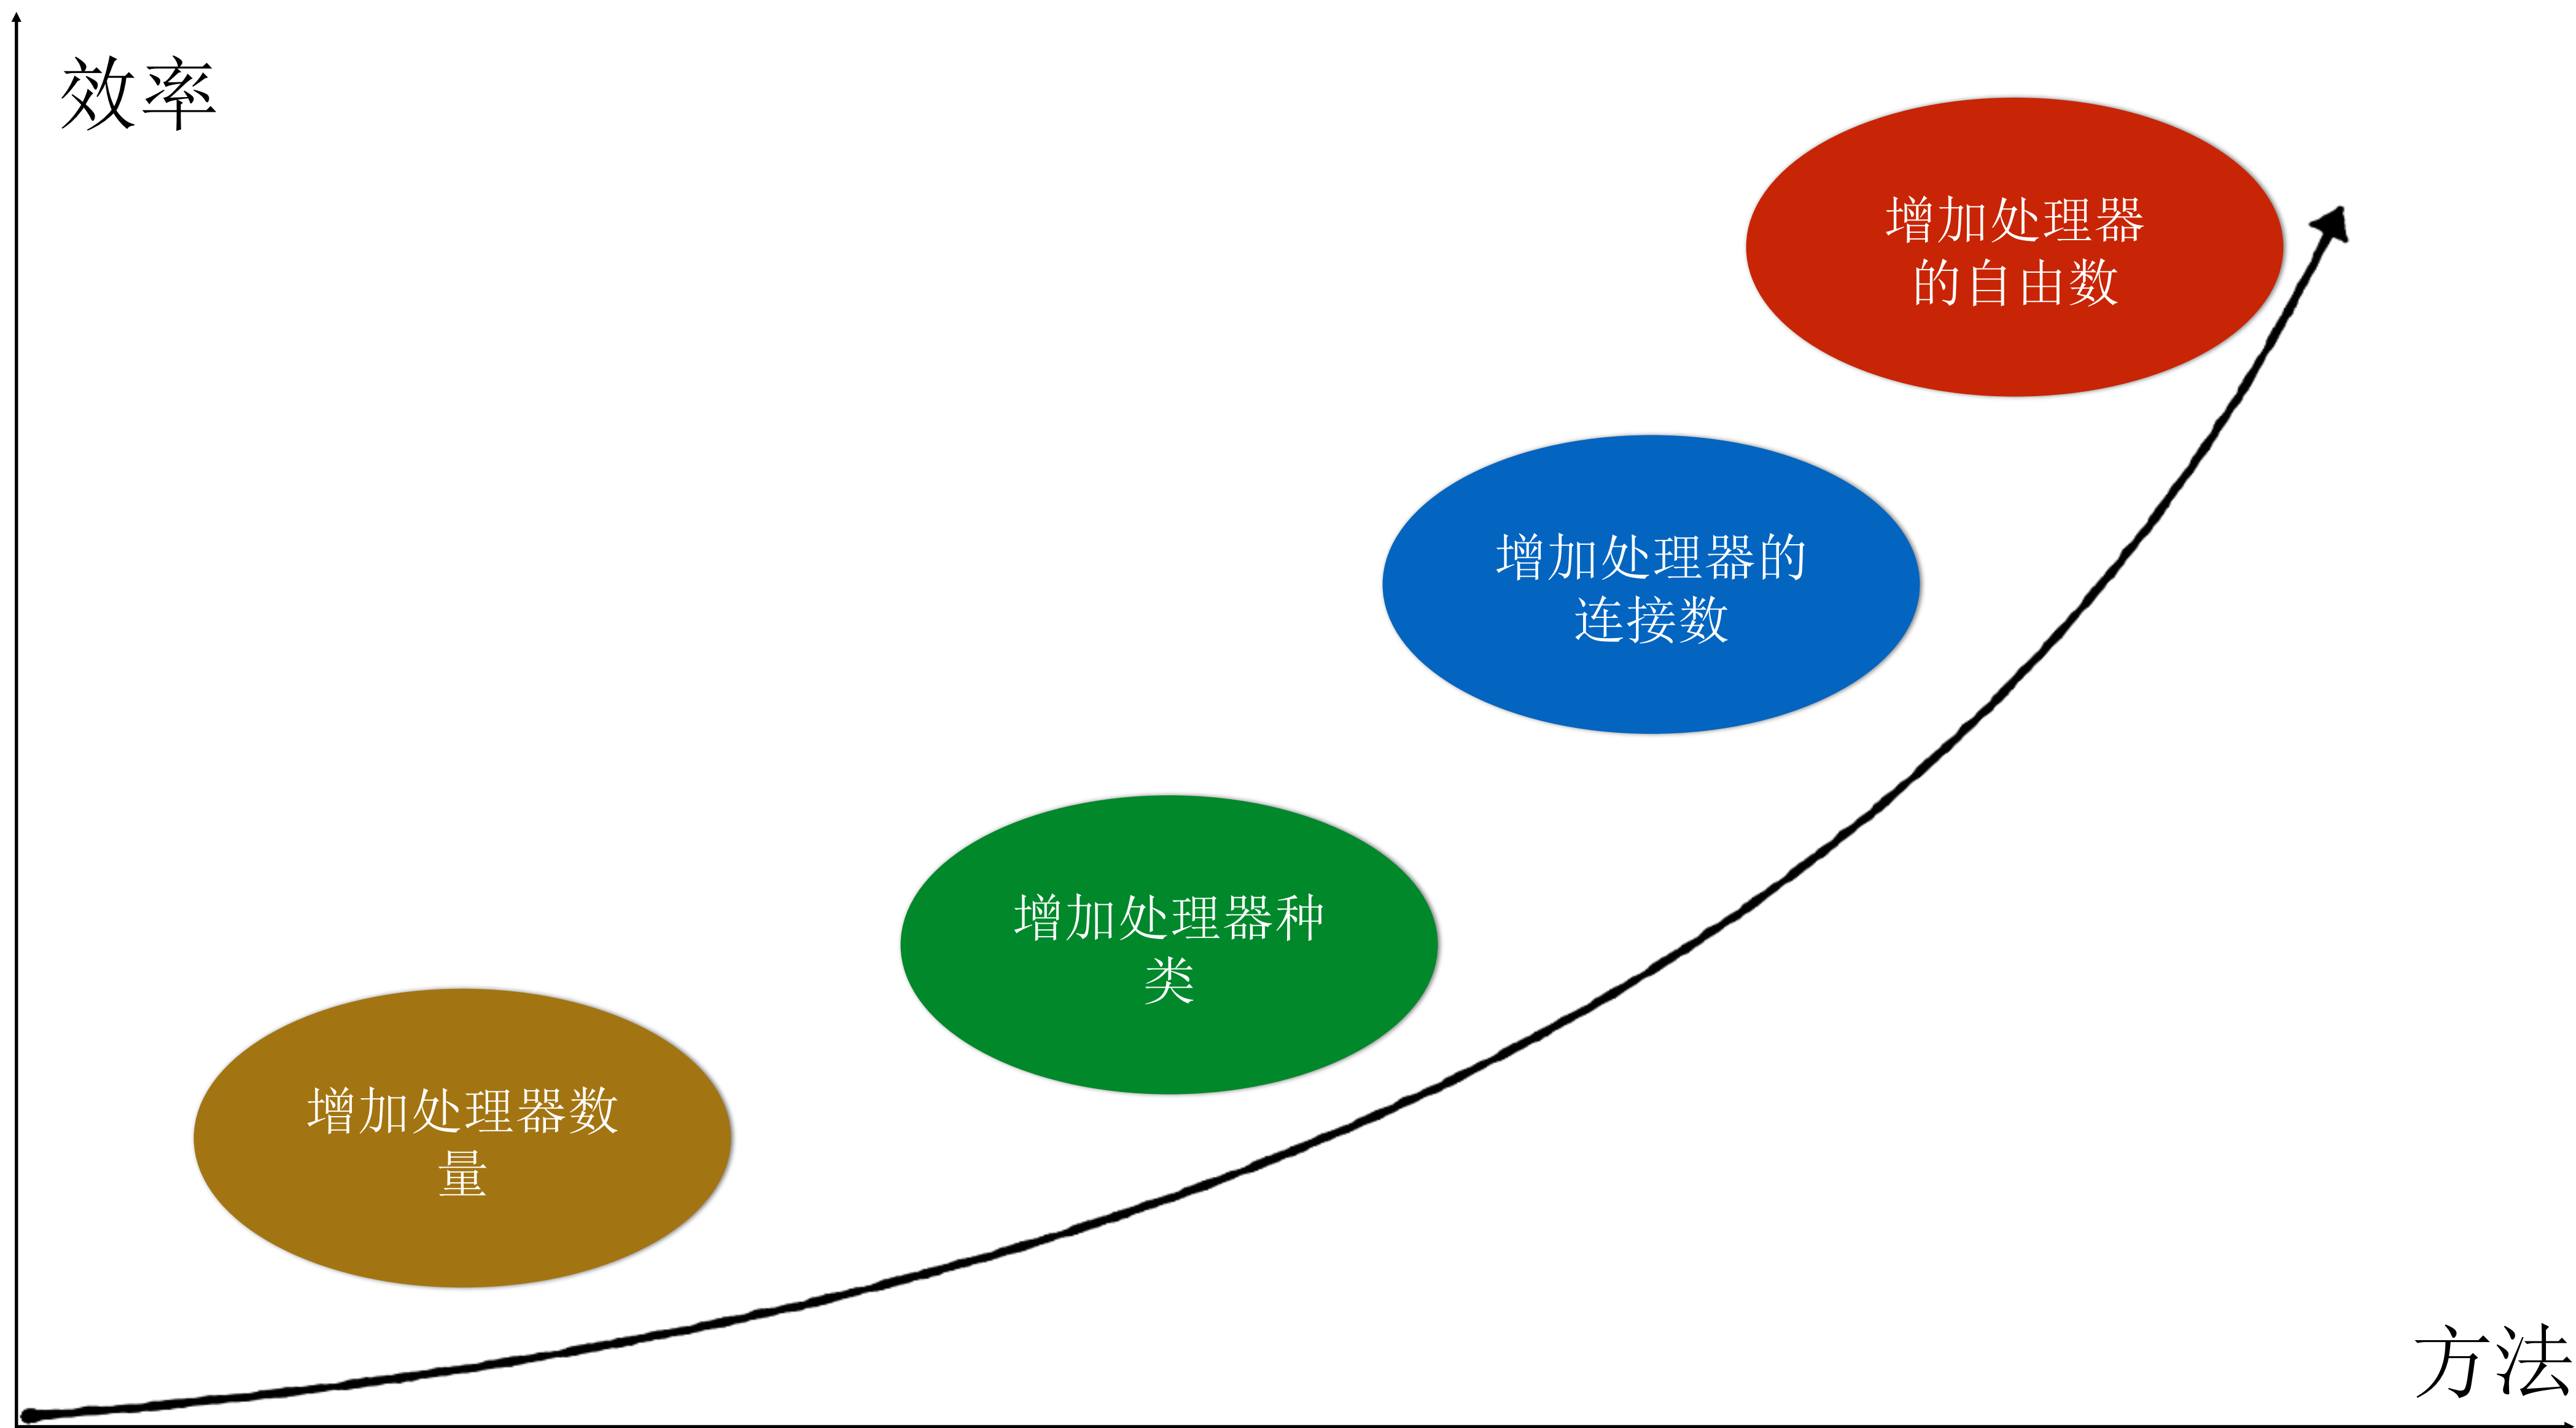 效率
增加处理器
的自由数
增加处理器的
连接数
增加处理器种
类
增加处理器数
量
方法